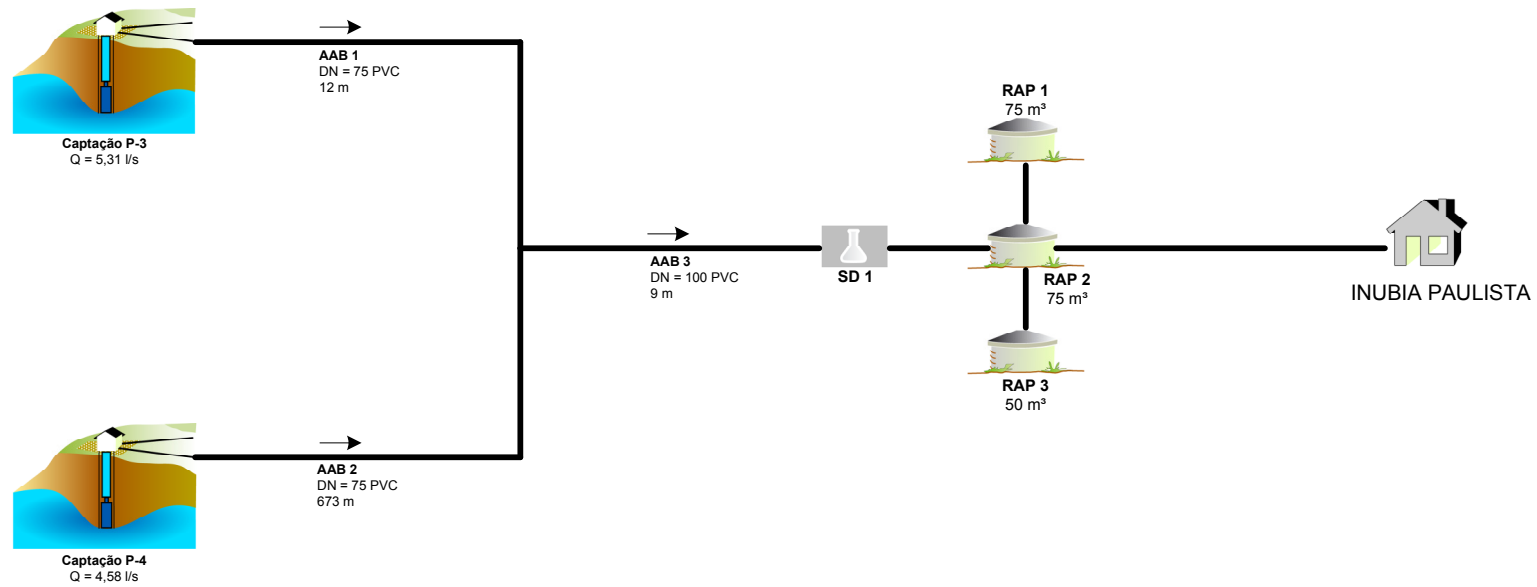 Captação P-3
Q = 5,31 l/s
AAB 1
DN = 75 PVC
12 m
RAP 1
75 m³
AAB 3
DN = 100 PVC
9 m
SD 1
RAP 2
75 m³
INUBIA PAULISTA
RAP 3
50 m³
AAB 2
DN = 75 PVC
673 m
Captação P-4
Q = 4,58 l/s